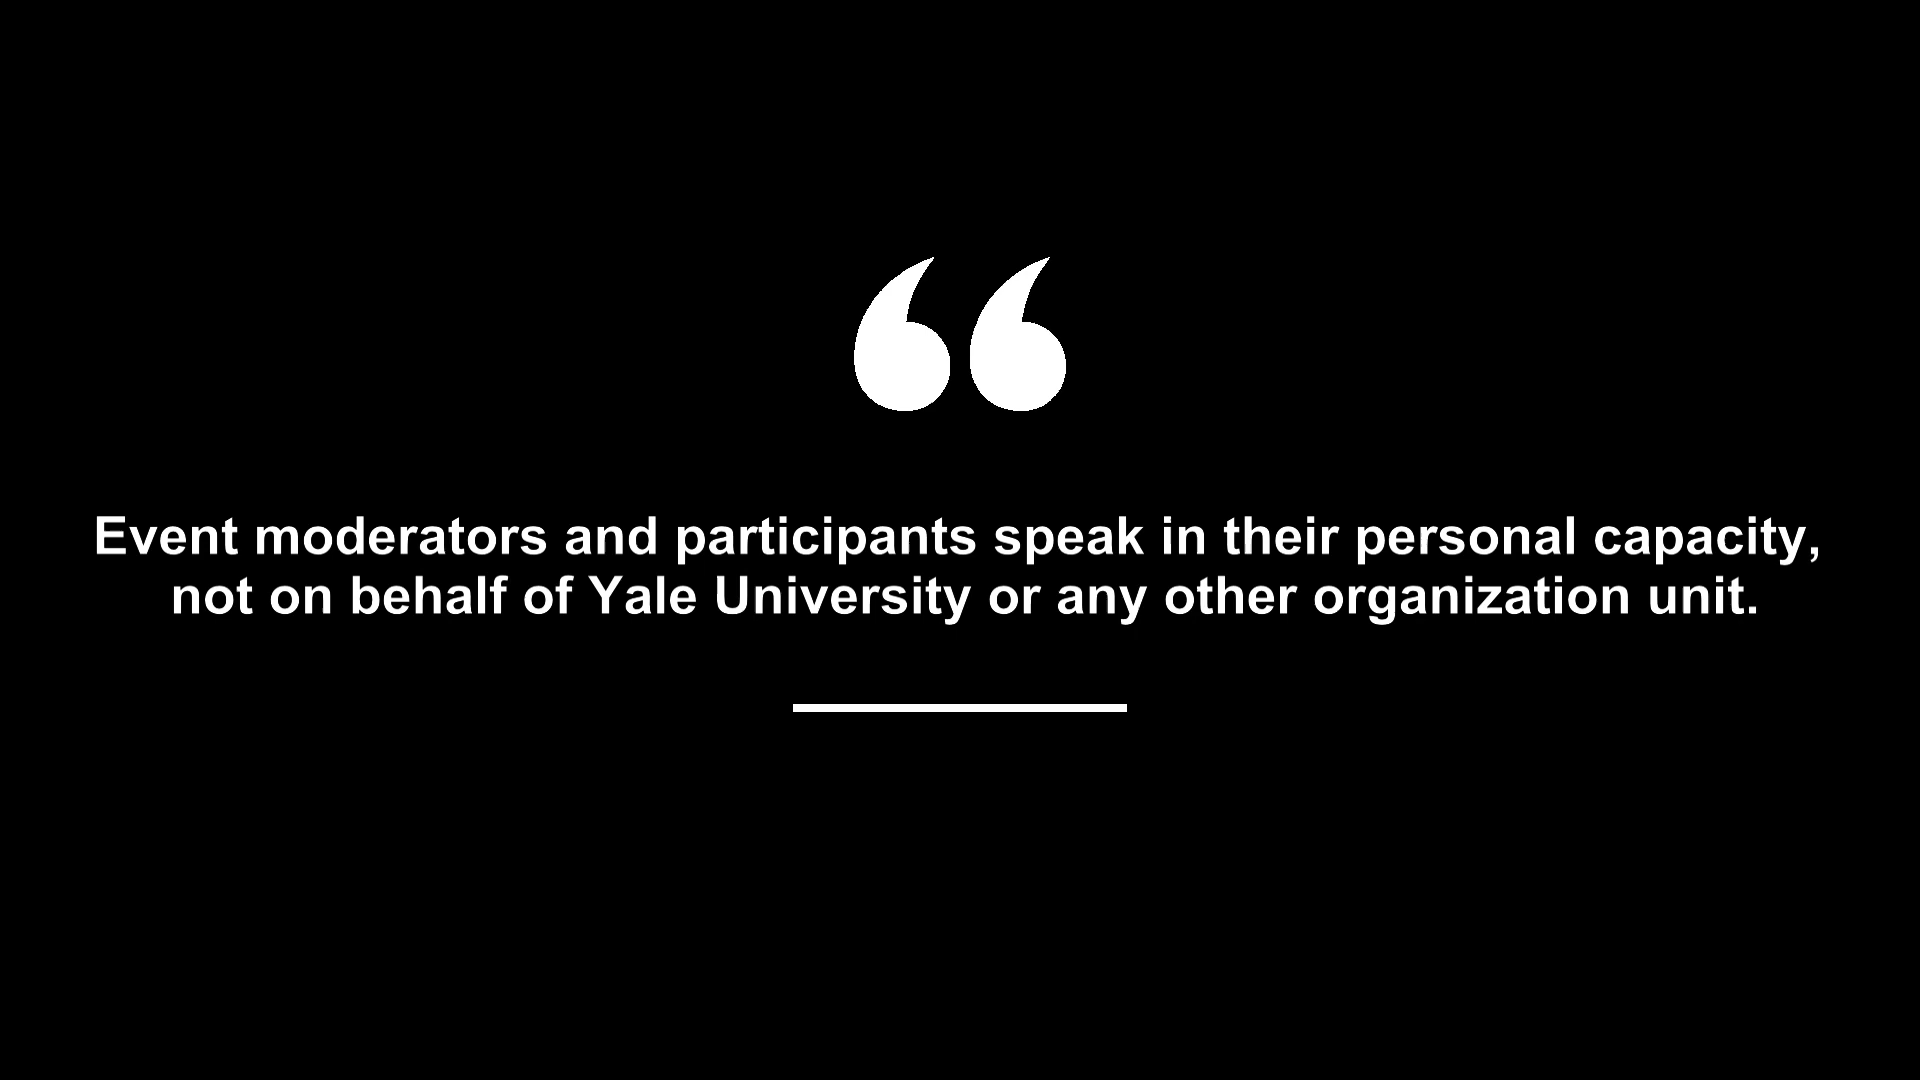 Event moderators and participants speak in their personal capacity,
not on behalf of Yale University or any other organization unit.